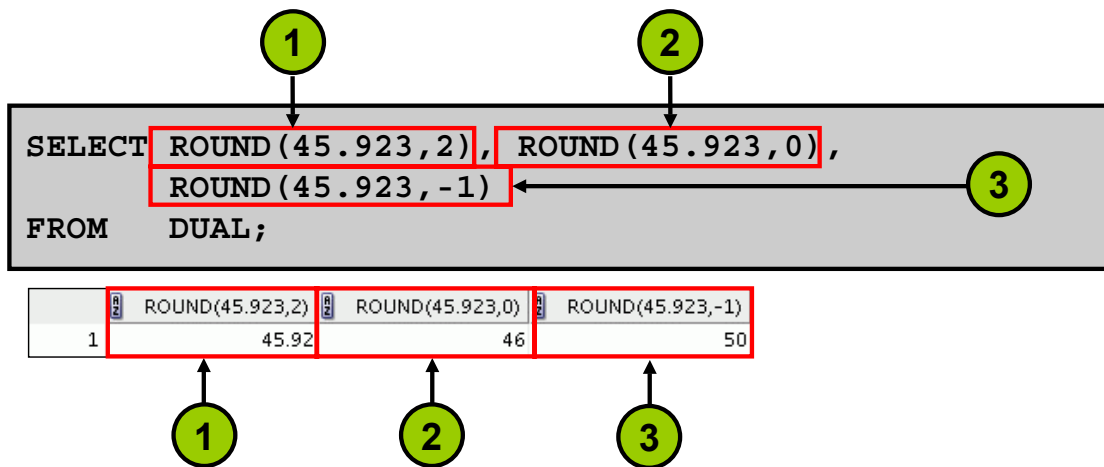 1 2
SELECT ROUND(45.923,2), ROUND(45.923,0),
ROUND(45.923,-1) 3
FROM DUAL;
ROUND(45.923,2) ROUND(45.923,0) ROUND(45.923,-1)
1 45.92 46 50
1 2 3